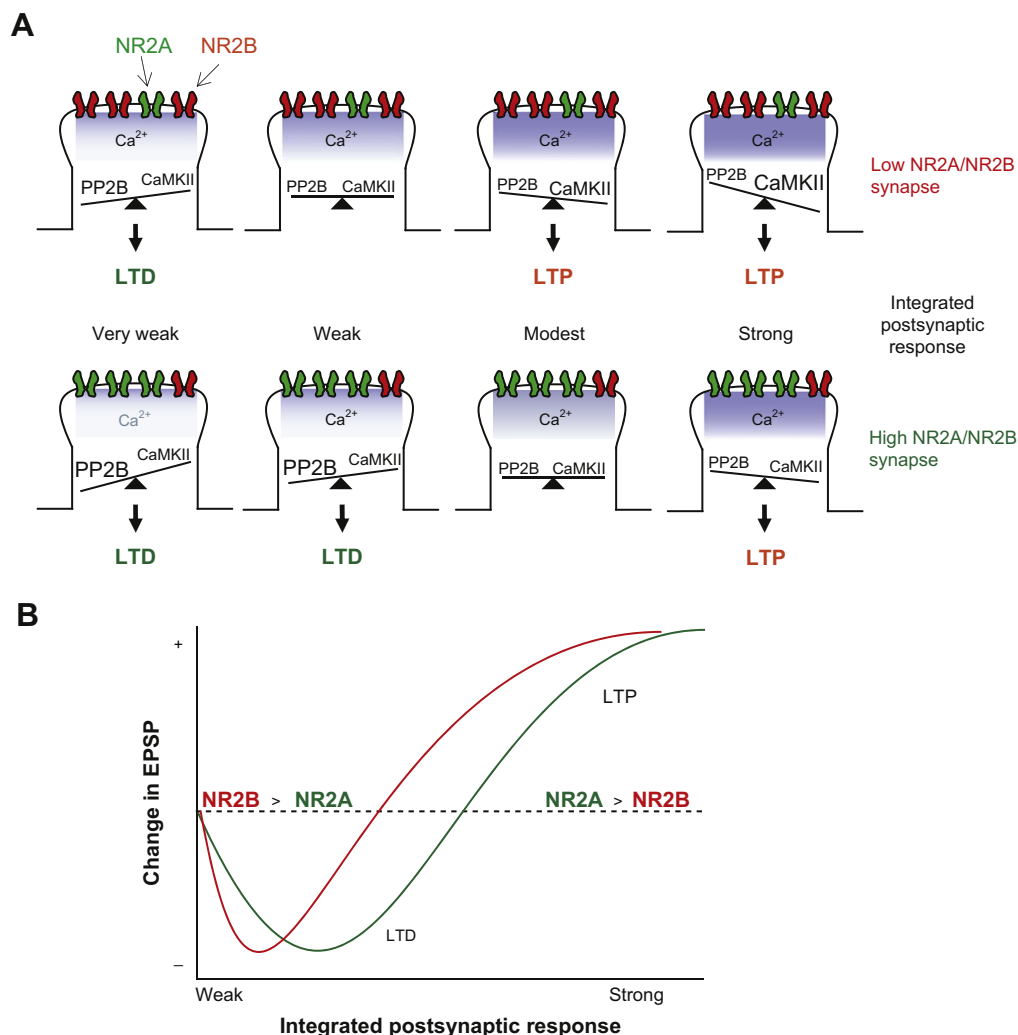 A
NR2A NR2B
Ca2+ Ca2+ Ca2+ Ca2+
PP2B CaMKII PP2B CaMKII PP2B CaMKII PP2B CaMKII
Low NR2A/NR2B
synapse
LTD LTP LTP
Very weak Weak Modest Strong
Integrated
postsynaptic
response
Ca2+ Ca2+ Ca2+ Ca2+
PP2B CaMKII PP2B CaMKII PP2B CaMKII PP2B CaMKII
High NR2A/NR2B
synapse
LTD LTD LTP
B
+
LTP
Change in EPSP
NR2B > NR2A NR2A > NR2B
LTD
–
Weak Strong
Integrated postsynaptic response